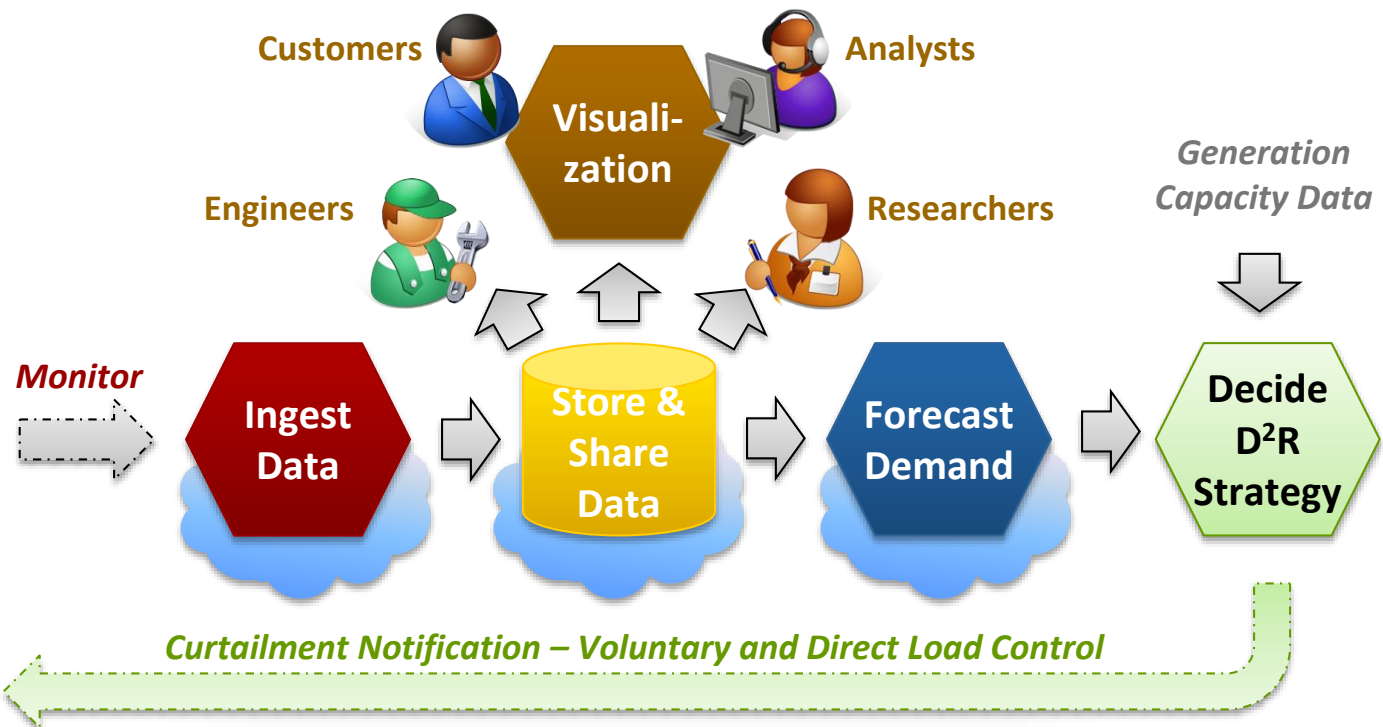 Customers
Analysts
Visuali-
zation
Engineers
Researchers
Generation
Capacity Data
Monitor
Ingest
Data
Store &
Share
Data
Forecast
Demand
Decide
D²R
Strategy
Curtailment Notification – Voluntary and Direct Load Control